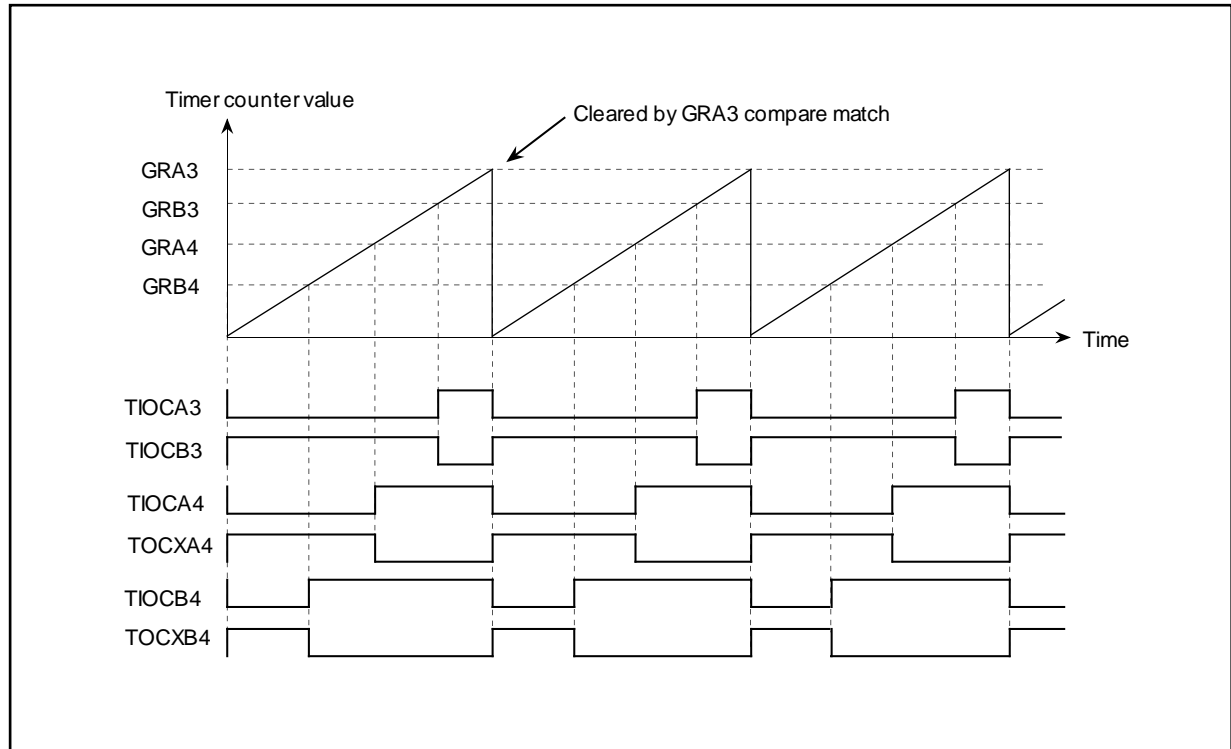 Timer counter value
Cleared by GRA3 compare match
GRA3
GRB3
GRA4
GRB4
Time
TIOCA3
TIOCB3
TIOCA4
TOCXA4
TIOCB4
TOCXB4